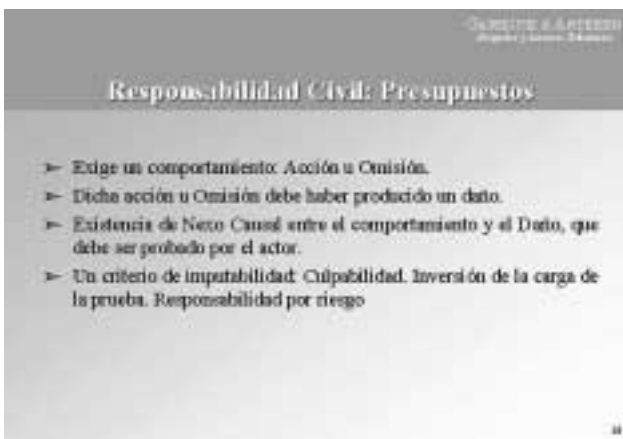 Responsabilidad Civil: Presupuestos
➢ Exige un comportamiento: Acción u Omisión.
➢ Dicha acción u Omisión debe haber producido un daño.
➢ Existencia de Nexo Causal entre el comportamiento y el Daño, que
debe ser probado por el actor.
➢ Un criterio de imputabilidad: Culpabilidad. Inversión de la carga de
la prueba. Responsabilidad por riesgo